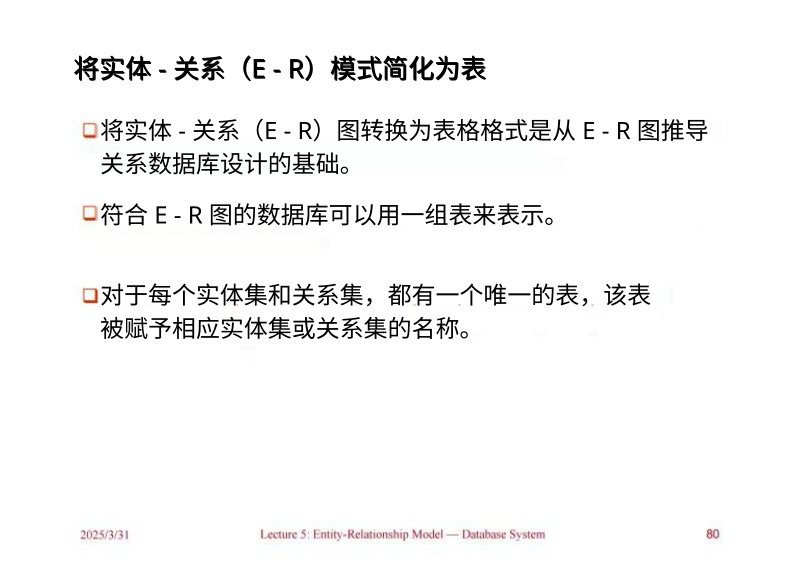 将实体 - 关系（E - R）模式简化为表
❑将实体 - 关系（E - R）图转换为表格格式是从 E - R 图推导
关系数据库设计的基础。
❑符合 E - R 图的数据库可以用一组表来表示。
❑对于每个实体集和关系集，都有一个唯一的表，该表
被赋予相应实体集或关系集的名称。
2025/3/31 Lecture 5: Entity-Relationship Model — Database System 80